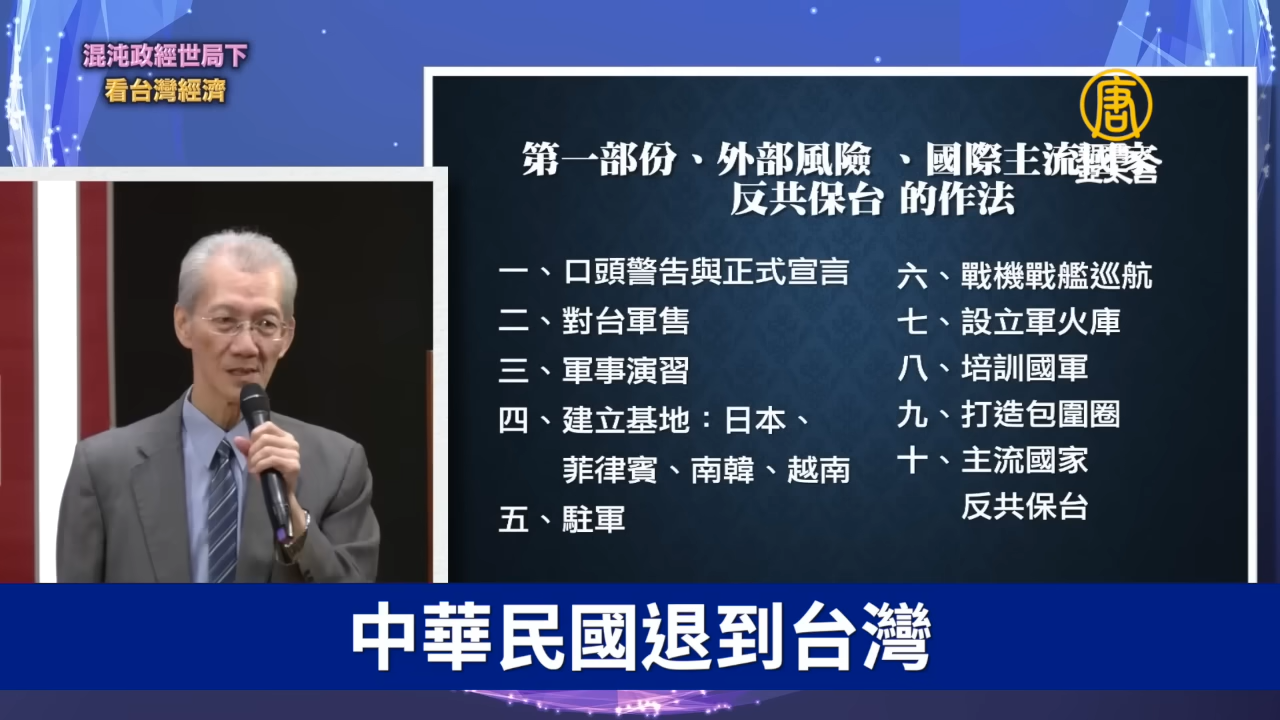 混沌政經世局下
看台灣經濟
唐
第一部份、外部風險 、國際主流國家
反共保台 的作法
一、口頭警告與正式宣言
二、對台軍售
三、軍事演習
四、建立基地：日本、
菲律賓、南韓、越南
五、駐軍
六、戰機戰艦巡航
七、設立軍火庫
八、培訓國軍
九、打造包圍圈
十、主流國家
反共保台
中華民國退到台灣